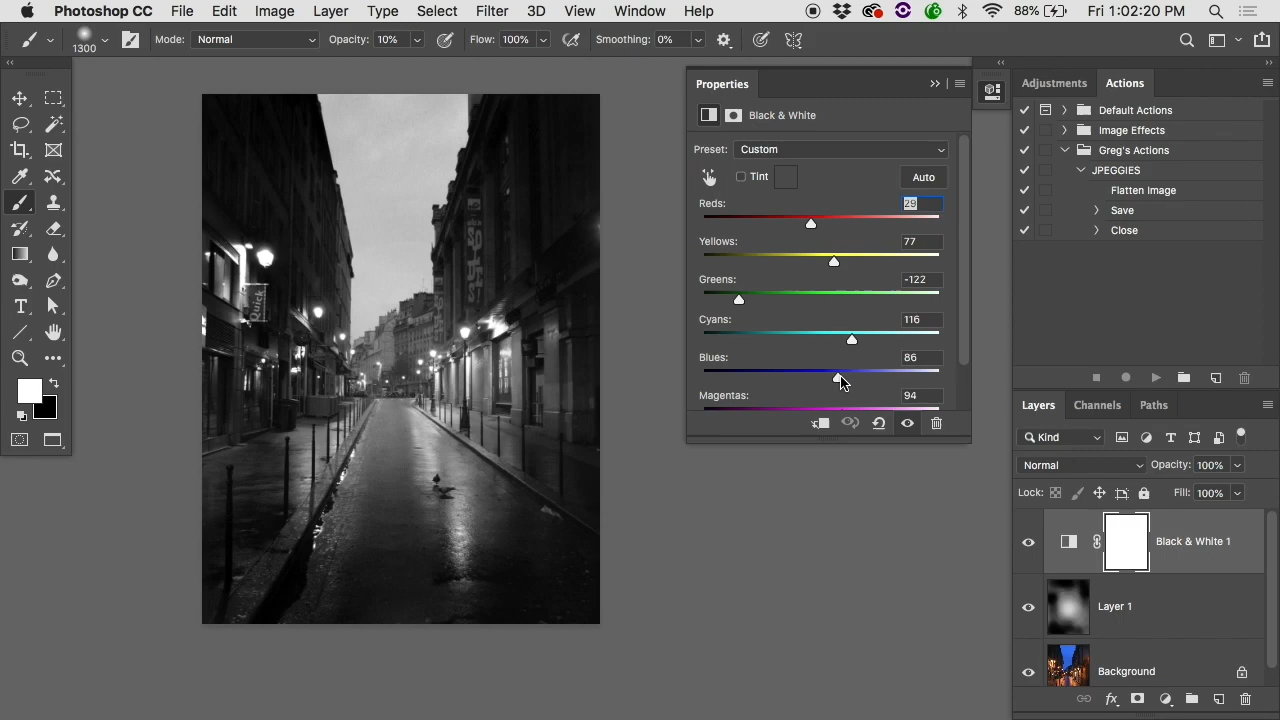 Photoshop CC File Edit Image Layer Type Select Filter 3D View Window Help 88% Fri 1:02:20 PM
1300 Mode: Normal Opacity: 10% Flow: 100% Smoothing: 0%
Properties
Black & White
Preset: Custom
Tint Auto
Reds: 29
Yellows: 77
Greens: -122
Cyans: 116
Blues: 86
Magentas: 94
Adjustments Actions
Default Actions
Image Effects
Greg's Actions
JPEGGIES
Flatten Image
Save
Close
Layers Channels Paths
Kind
Normal Opacity: 100%
Lock: Fill: 100%
Black & White 1
Layer 1
Background
fx
Quick